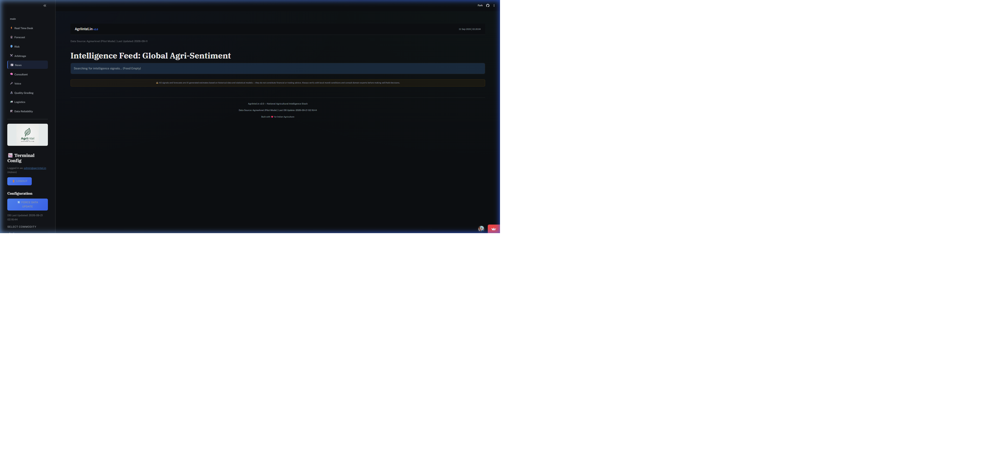 Fork
main
Real Time Desk
Forecast
Risk
Arbitrage
News
Consultant
Voice
Quality Grading
Logistics
Data Reliability
AgriIntel
Terminal
Config
Logged in as: admin@agriintel.in
(Admin)
LOGOUT
Configuration
FORCE DATA
UPDATE
DB Last Updated: 2026-09-21
02:16:44
SELECT COMMODITY
AgriIntel.in v2.0
21 Sep 2026 | 02:20:04
Data Source: Agmarknet (Pilot Mode) | Last Updated: 2026-09-11
Intelligence Feed: Global Agri-Sentiment
Searching for intelligence signals... (Feed Empty)
All signals and forecasts are AI-generated estimates based on historical data and statistical models — they do not constitute financial or trading advice. Always verify with local mandi conditions and consult domain experts before making sell/hold decisions.
AgriIntel.in v2.0 — National Agricultural Intelligence Stack
Data Source: Agmarknet (Pilot Mode) | Last DB Update: 2026-09-21 02:16:44
Built with ❤️ for Indian Agriculture